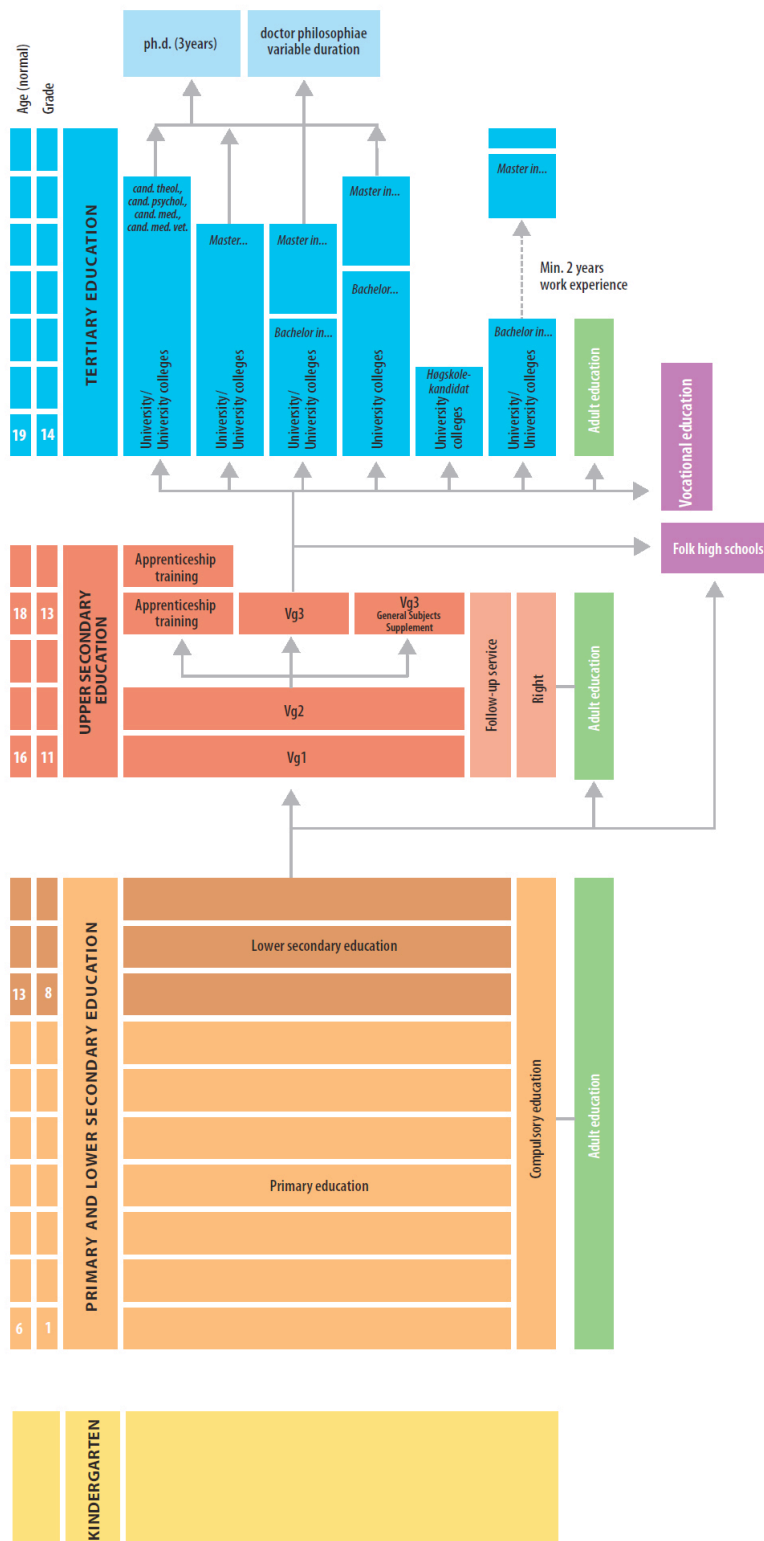 Age (normal)
Grade
ph.d. (3years)
doctor philosophiae
variable duration
TERTIARY EDUCATION
cand. theol.,
cand. psychol.,
cand. med.,
cand. med. vet.
Master...
Master in...
Master in...
Master in...
Bachelor...
Bachelor in...
Bachelor in...
Min. 2 years
work experience
Høgskole-
kandidat
University/
University colleges
University/
University colleges
University/
University colleges
University colleges
University
colleges
University/
University colleges
Adult education
19
14
Vocational education
Folk high schools
UPPER SECONDARY
EDUCATION
Apprenticeship
training
18
13
Apprenticeship
training
Vg3
Vg3
General Subjects
Supplement
Follow-up service
Right
Adult education
Vg2
16
11
Vg1
PRIMARY AND LOWER SECONDARY EDUCATION
Lower secondary education
13
8
Compulsory education
Adult education
Primary education
6
1
KINDERGARTEN